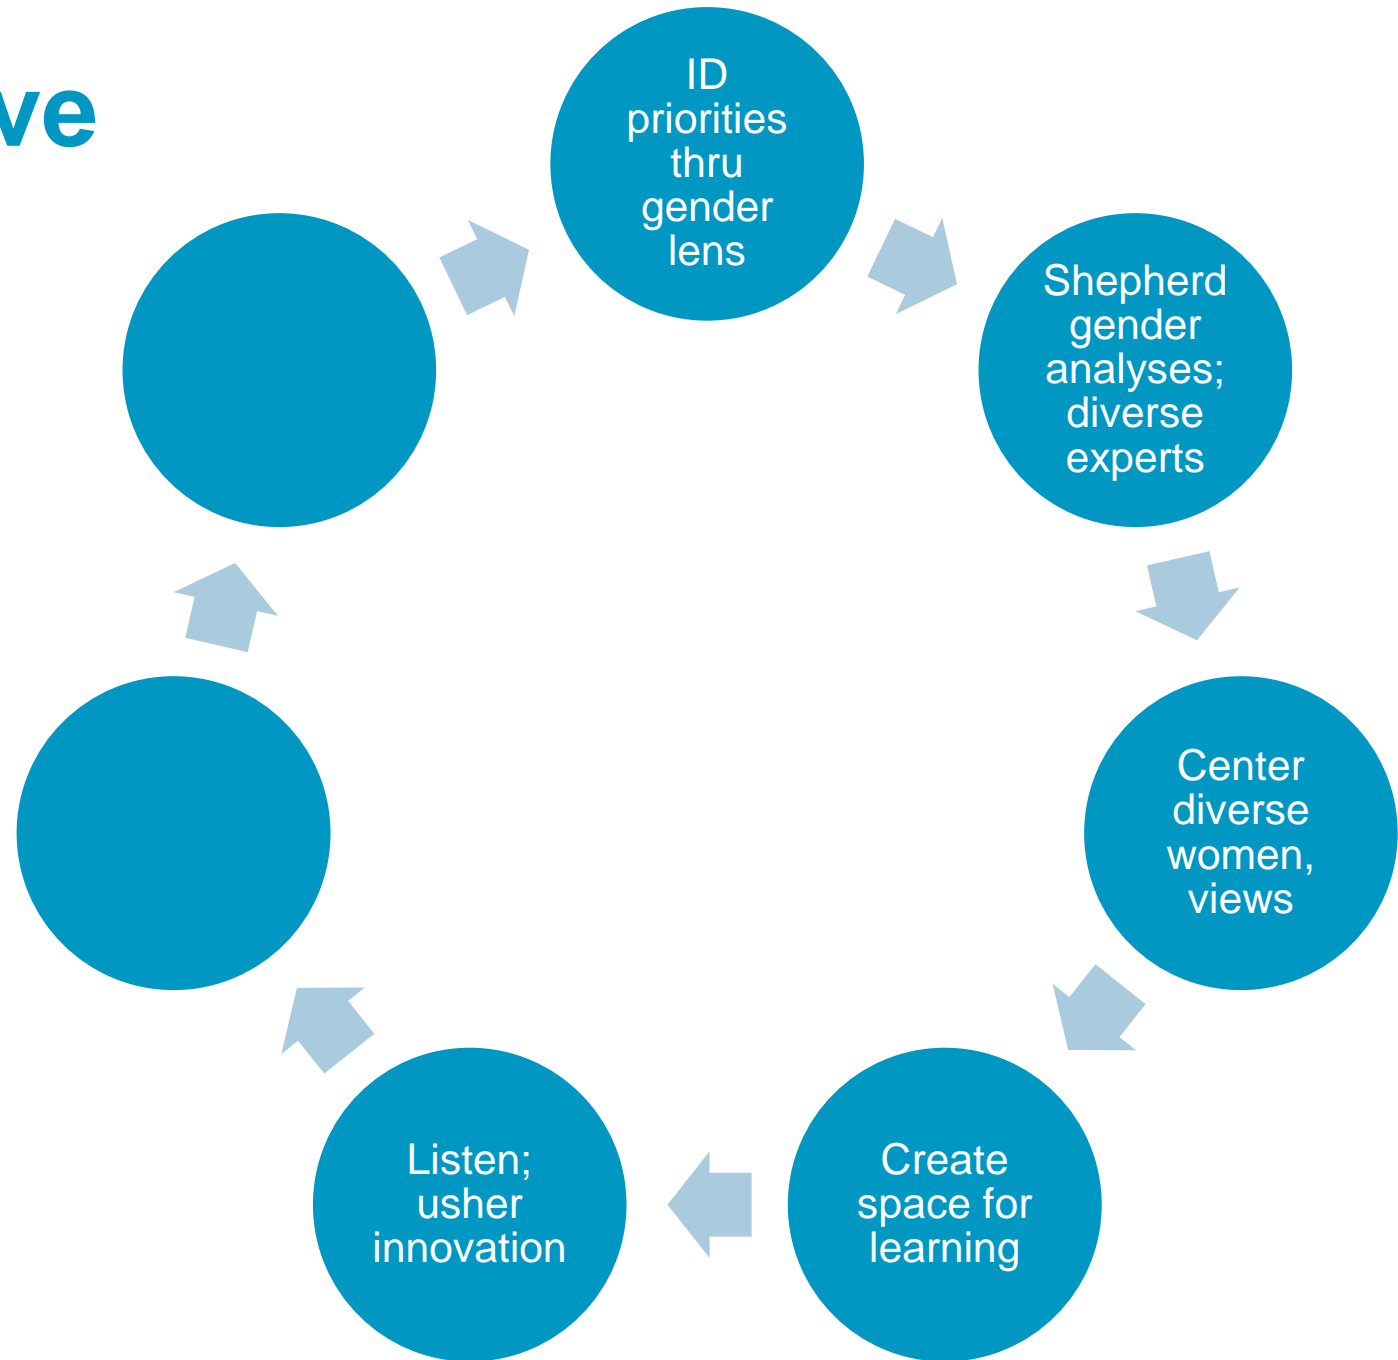 ve
ID
priorities
thru
gender
lens
Shepherd
gender
analyses;
diverse
experts
Center
diverse
women,
views
Create
space for
learning
Listen;
usher
innovation